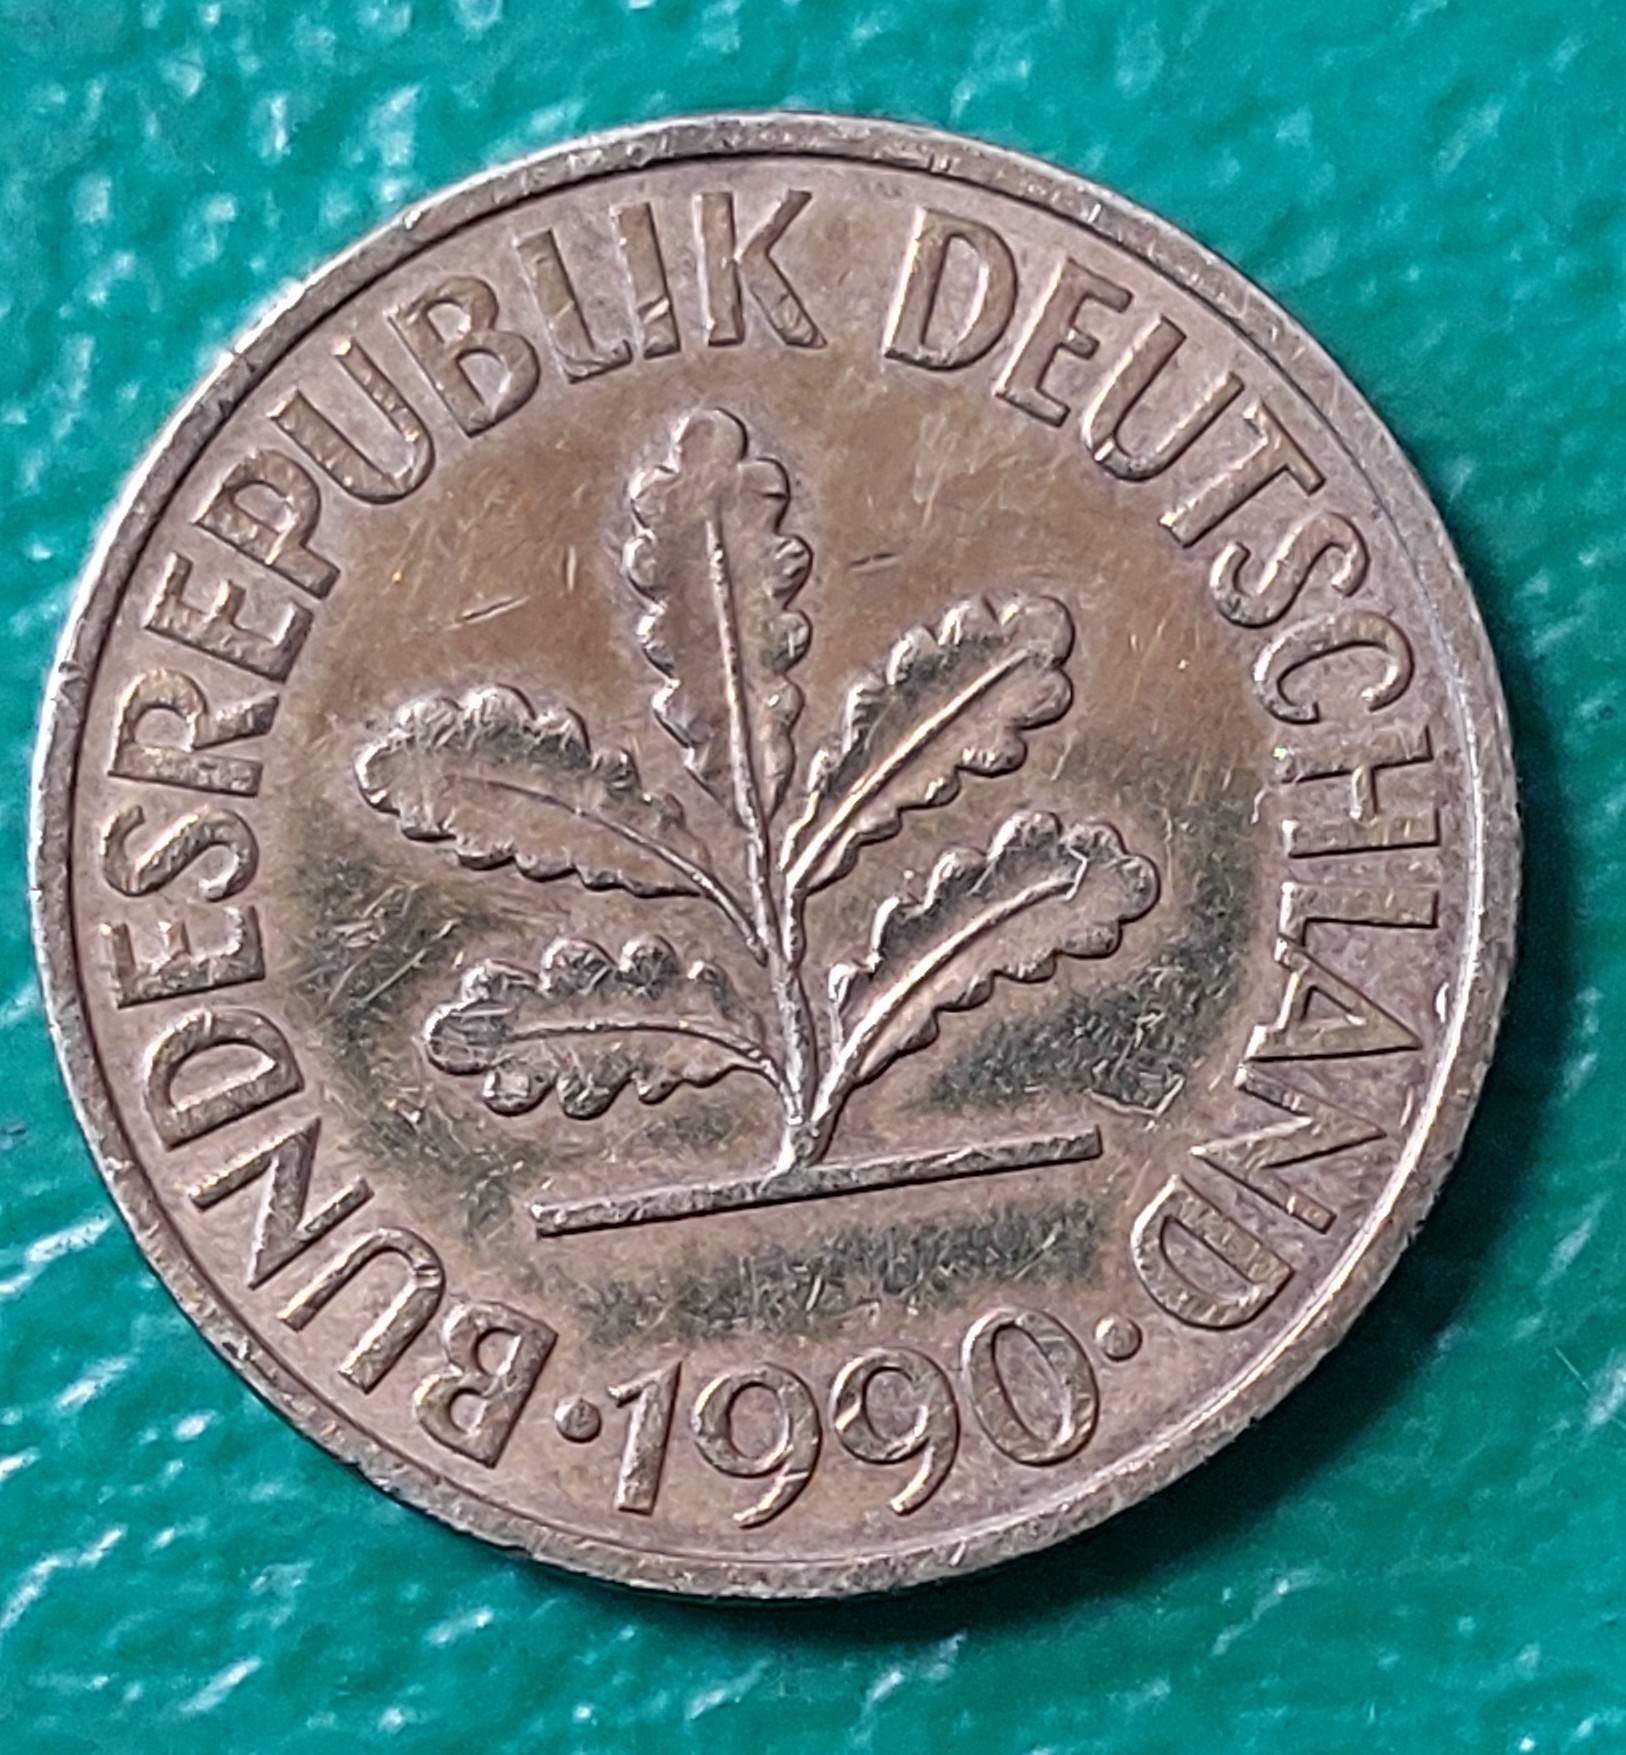 BUNDESREPUBLIK DEUTSCHLAND
·1990·